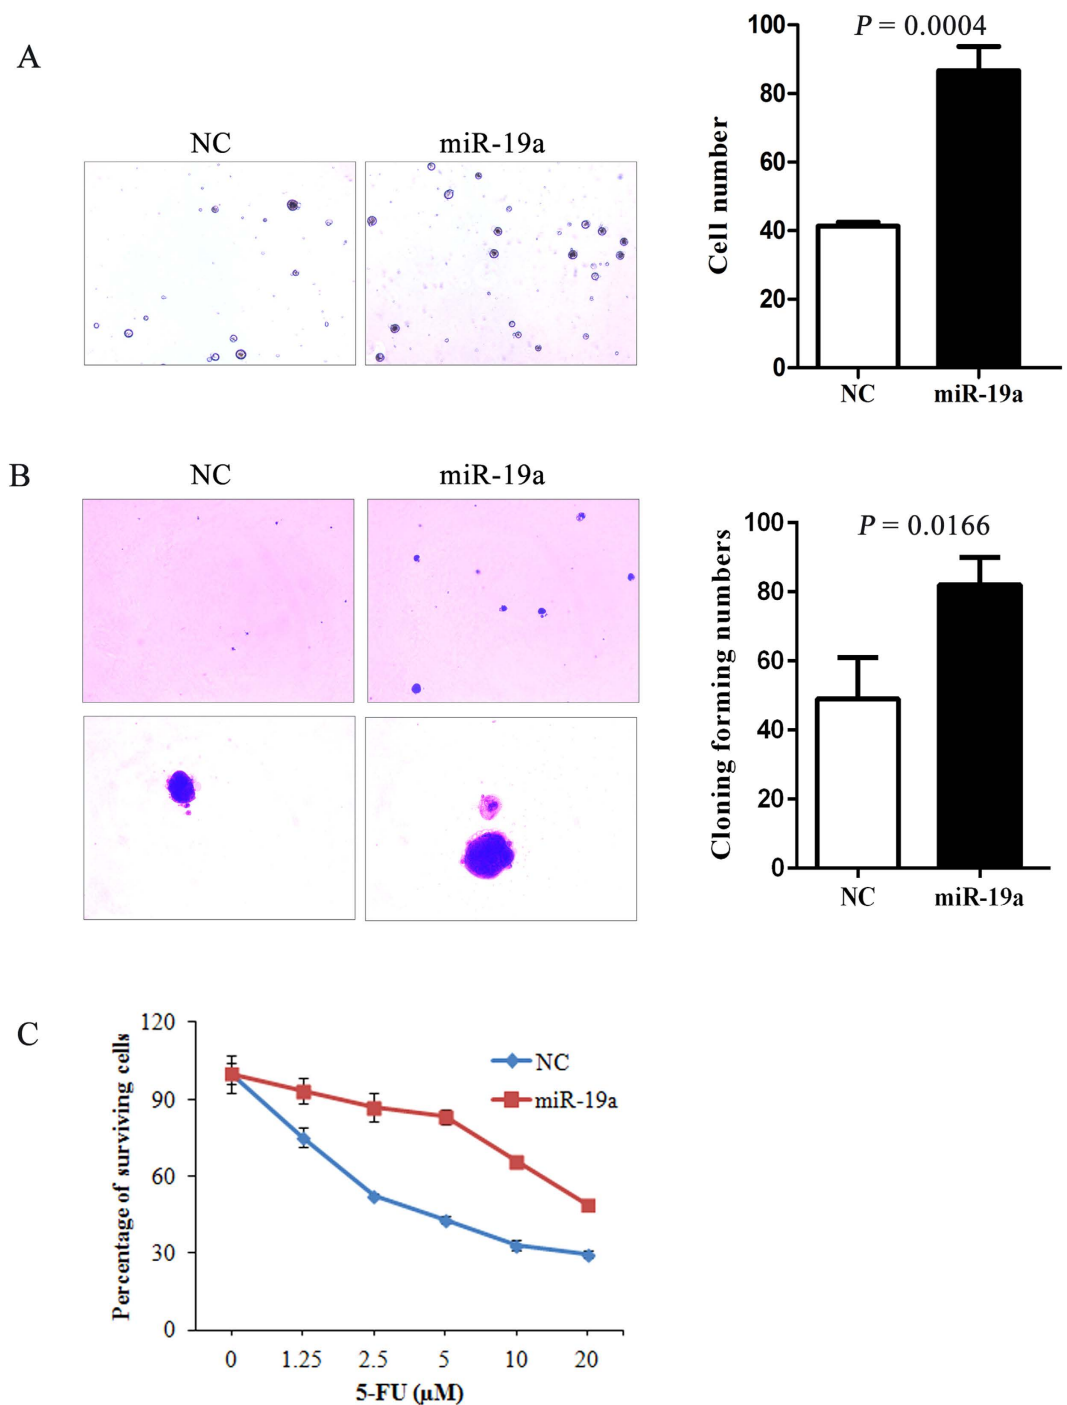 A
NC
miR-19a
P = 0.0004
Cell number
100
80
60
40
20
0
NC
miR-19a
B
NC
miR-19a
P = 0.0166
Cloning forming numbers
100
80
60
40
20
0
NC
miR-19a
C
Percentage of surviving cells
120
90
60
30
0
NC
miR-19a
0 1.25 2.5 5 10 20
5-FU (μM)